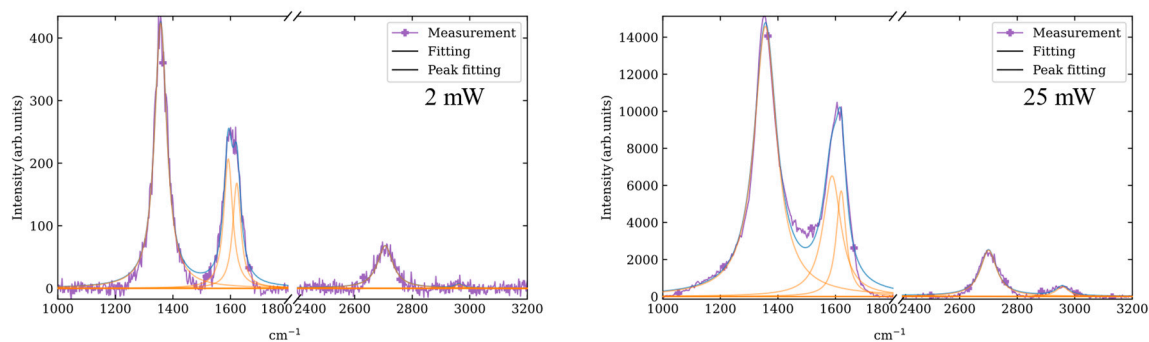 400
300
200
100
0
Intensity (arb.units)
Measurement
Fitting
Peak fitting
2 mW
1000 1200 1400 1600 1800 2400 2600 2800 3000 3200
cm⁻¹
14000
12000
10000
8000
6000
4000
2000
0
Intensity (arb.units)
Measurement
Fitting
Peak fitting
25 mW
1000 1200 1400 1600 1800 2400 2600 2800 3000 3200
cm⁻¹